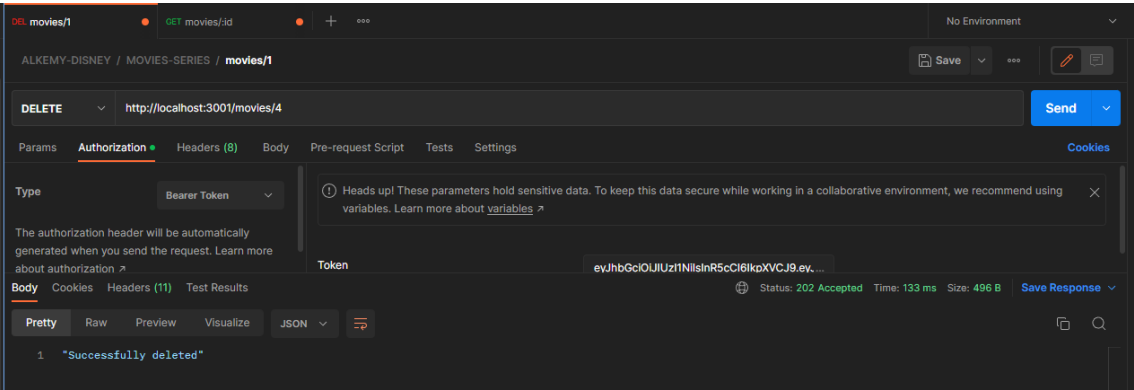 DEL movies/1 GET movies/:id + ooo No Environment
ALKEMY-DISNEY / MOVIES-SERIES / movies/1 Save ooo
DELETE http://localhost:3001/movies/4 Send
Params Authorization Headers (8) Body Pre-request Script Tests Settings Cookies
Type Bearer Token
Heads up! These parameters hold sensitive data. To keep this data secure while working in a collaborative environment, we recommend using
variables. Learn more about variables ↗
The authorization header will be automatically
generated when you send the request. Learn more
about authorization ↗
Token eyJhbGciOiJIUzI1NiIsInR5cCI6IkpXVCJ9.ey, ...
Body Cookies Headers (11) Test Results Status: 202 Accepted Time: 133 ms Size: 496 B Save Response
Pretty Raw Preview Visualize JSON
1 "Successfully deleted"